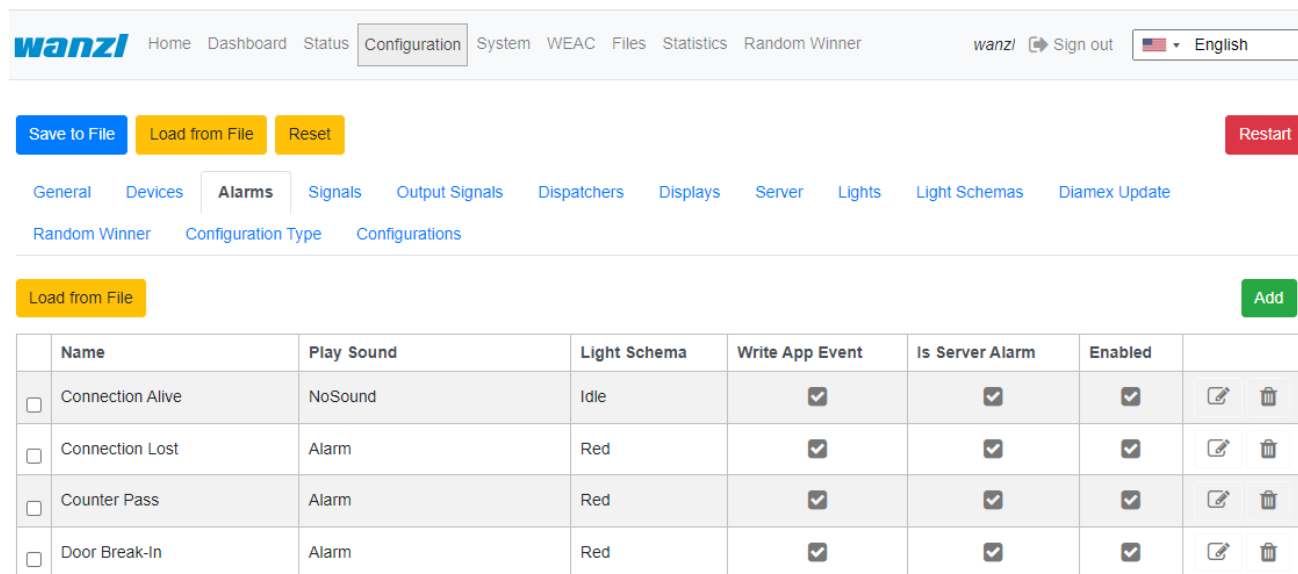 wanzl Home Dashboard Status Configuration System WEAC Files Statistics Random Winner wanzl Sign out English
Save to File Load from File Reset Restart
General Devices Alarms Signals Output Signals Dispatchers Displays Server Lights Light Schemas Diamex Update
Random Winner Configuration Type Configurations
Load from File Add
Name Play Sound Light Schema Write App Event Is Server Alarm Enabled
Connection Alive NoSound Idle
Connection Lost Alarm Red
Counter Pass Alarm Red
Door Break-In Alarm Red